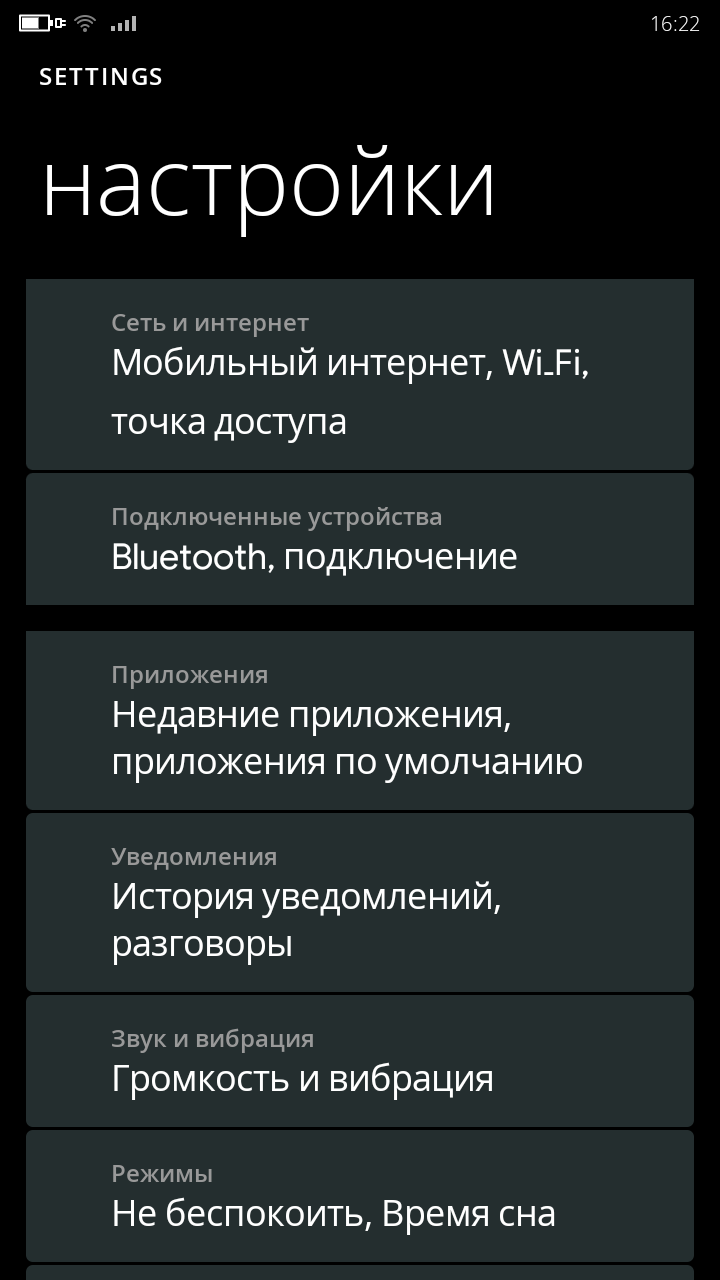 16:22
SETTINGS
настройки
Сеть и интернет
Мобильный интернет, Wi-Fi,
точка доступа
Подключенные устройства
Bluetooth, подключение
Приложения
Недавние приложения,
приложения по умолчанию
Уведомления
История уведомлений,
разговоры
Звук и вибрация
Громкость и вибрация
Режимы
Не беспокоить, Время сна